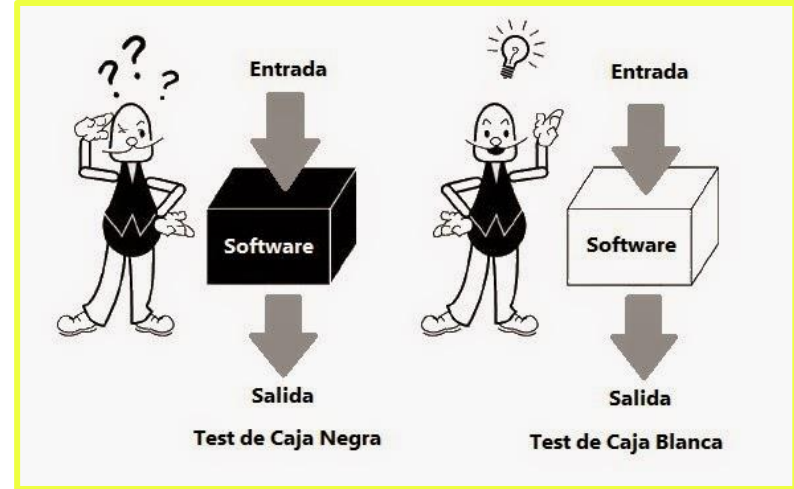 ? ? ?
Entrada
Software
Salida
Test de Caja Negra
Entrada
Software
Salida
Test de Caja Blanca